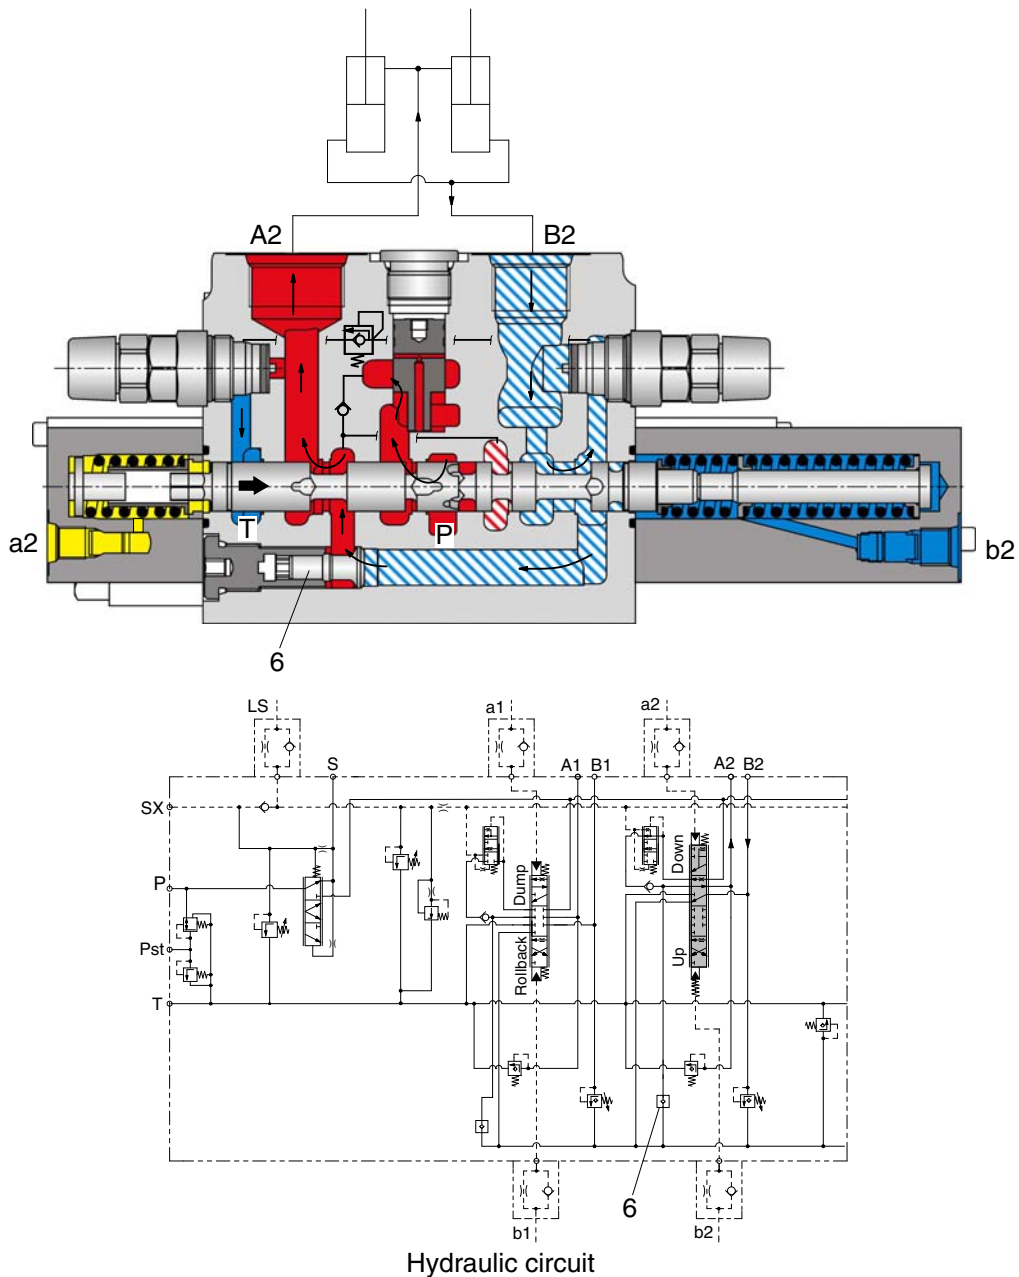 A2
B2
T
P
a2
b2
6
LS
a1
a2
S
A1
B1
A2
B2
SX
P
Pst
T
Dump
Rollback
Down
Up
6
b1
b2
Hydraulic circuit